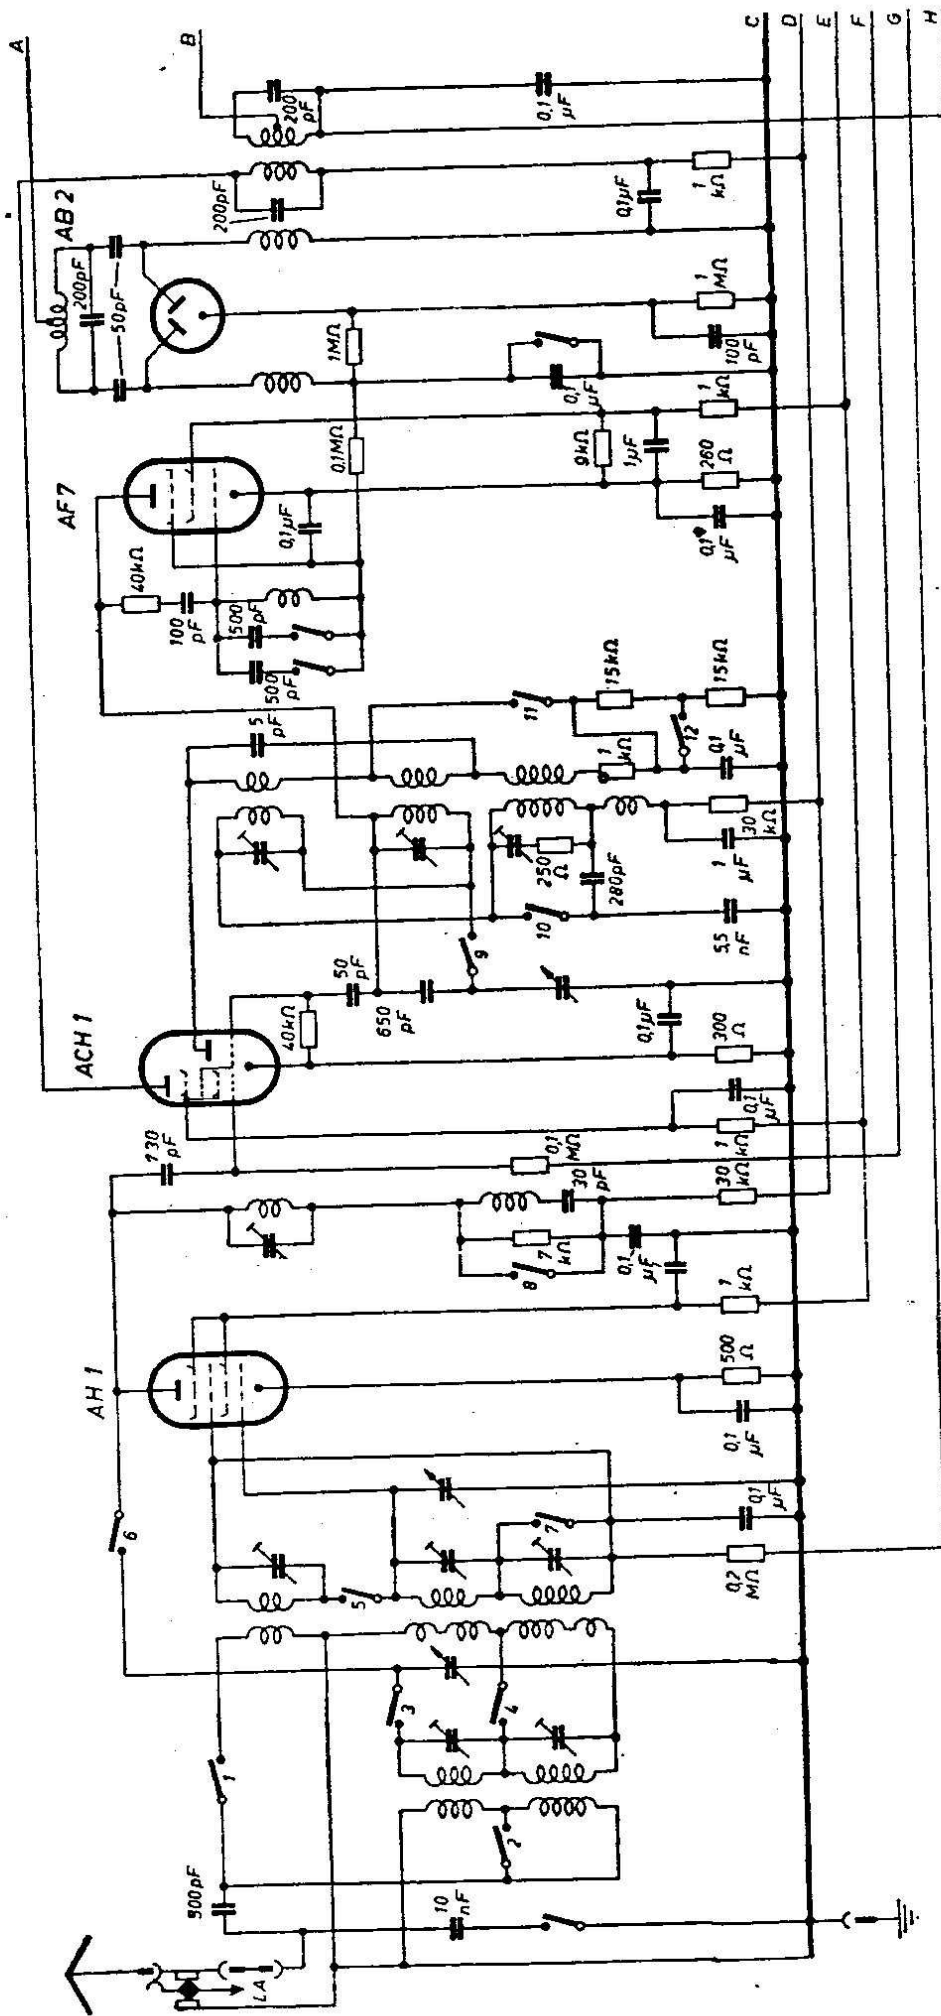 A
B
C
D
E
F
G
H
AB 2
200pF
50pF
200
pF
200pF
0,1
µF
0,1µF
1
kΩ
1MΩ
0,1MΩ
0,1
µF
100
pF
1
MΩ
AF7
40kΩ
100
pF
500
pF
500
pF
0,1µF
9kΩ
1µF
1
kΩ
260
Ω
0,1
µF
5
pF
11
15kΩ
12
15kΩ
1
kΩ
0,1
µF
250
Ω
280pF
10
1
µF
30
kΩ
5,5
nF
9
ACH 1
50
pF
40kΩ
650
pF
0,1µF
300
Ω
0,1
µF
1
kΩ
130
pF
0,1
MΩ
30
pF
30
kΩ
7
kΩ
8
0,1
µF
1
kΩ
AH 1
500
Ω
0,1
µF
6
5
7
0,1
µF
0,2
MΩ
1
3
4
2
500pF
10
nF
LA